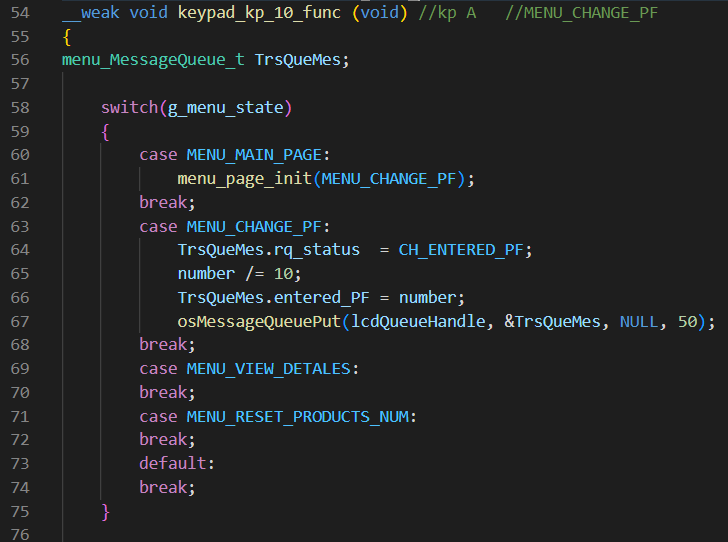 54 __weak void keypad_kp_10_func (void) //kp A   //MENU_CHANGE_PF
55 {
56 menu_MessageQueue_t TrsQueMes;
57
58     switch(g_menu_state)
59     {
60         case MENU_MAIN_PAGE:
61             menu_page_init(MENU_CHANGE_PF);
62         break;
63         case MENU_CHANGE_PF:
64             TrsQueMes.rq_status  = CH_ENTERED_PF;
65             number /= 10;
66             TrsQueMes.entered_PF = number;
67             osMessageQueuePut(lcdQueueHandle, &TrsQueMes, NULL, 50);
68         break;
69         case MENU_VIEW_DETALES:
70         break;
71         case MENU_RESET_PRODUCTS_NUM:
72         break;
73         default:
74         break;
75     }
76